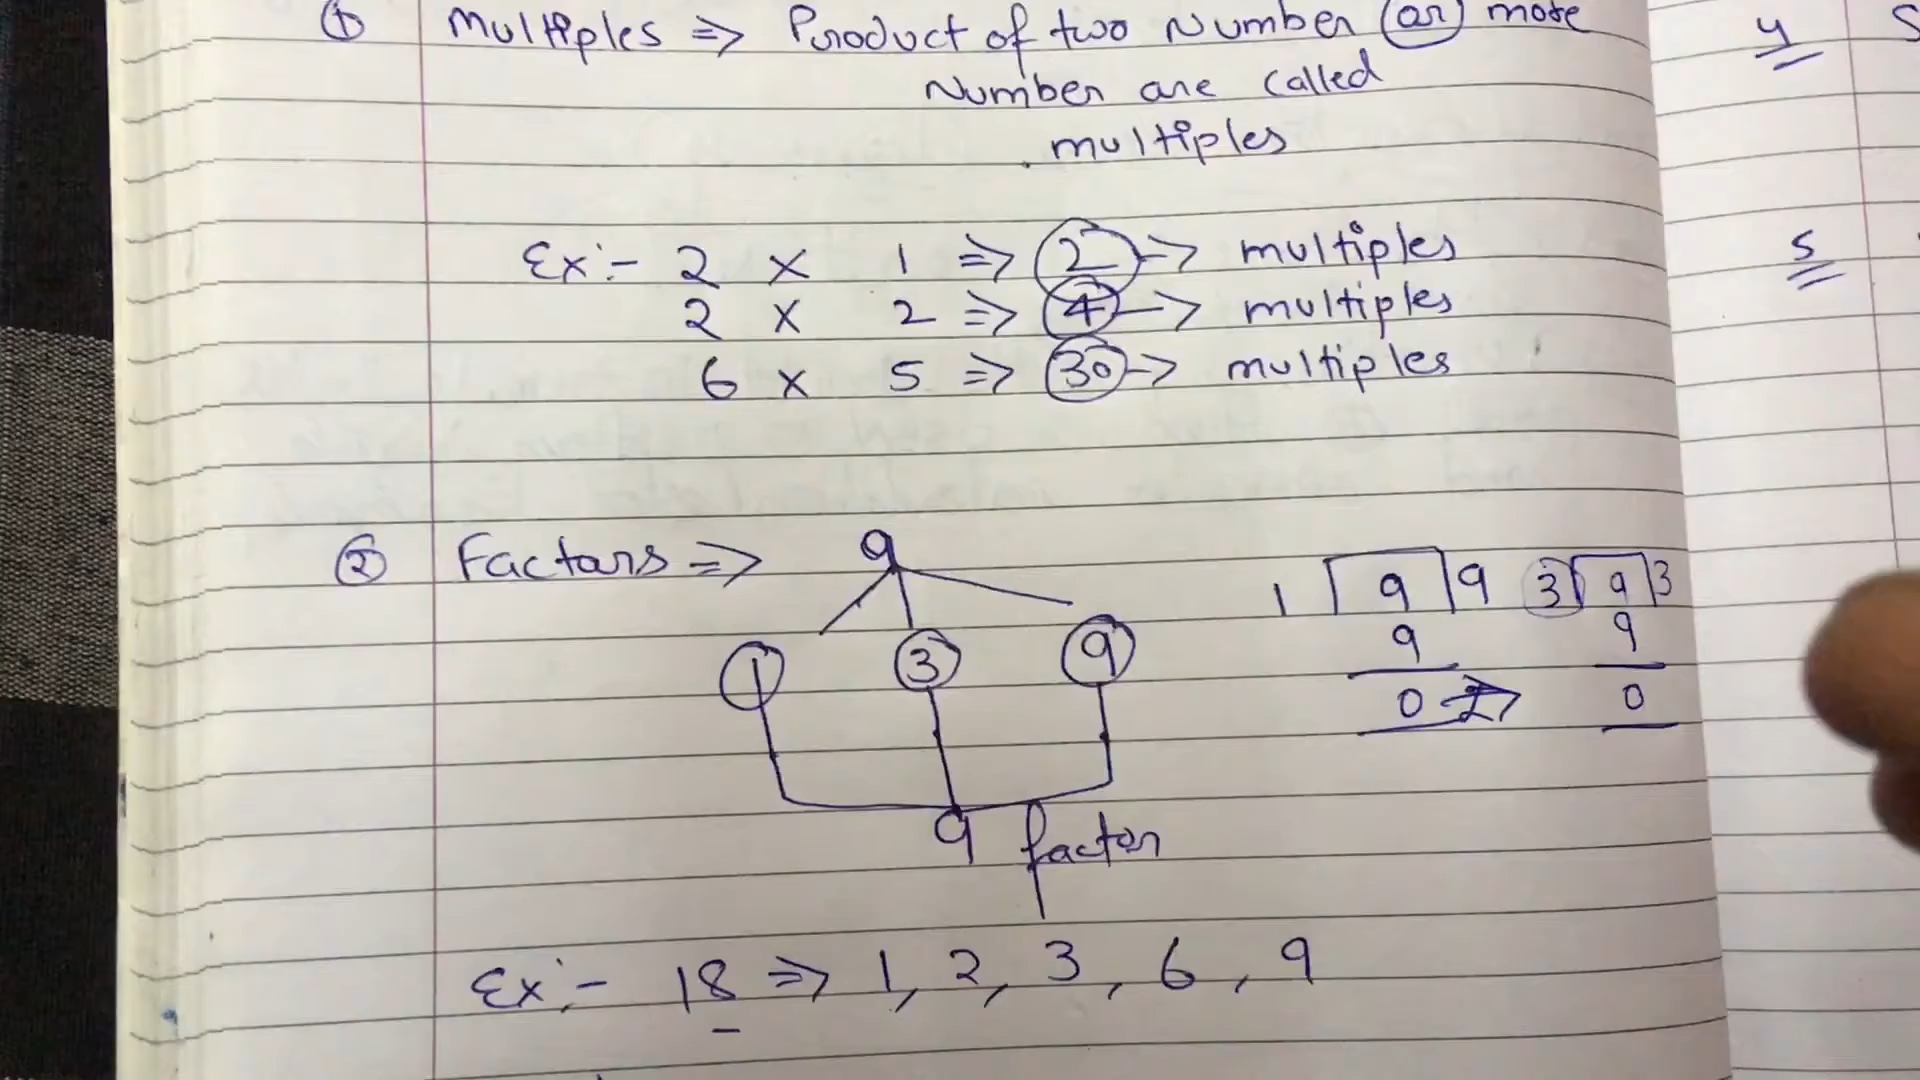 1 Multiples => Product of two Number (or) more
Number are called
multiples
Ex:- 2 x 1 => 2 -> multiples
2 x 2 => 4 -> multiples
6 x 5 => 30 -> multiples
2 Factors => 9
1 3 9
9 factor
1 9 9
9
0
3 9 3
9
0
Ex:- 18 => 1, 2, 3, 6, 9
4
5